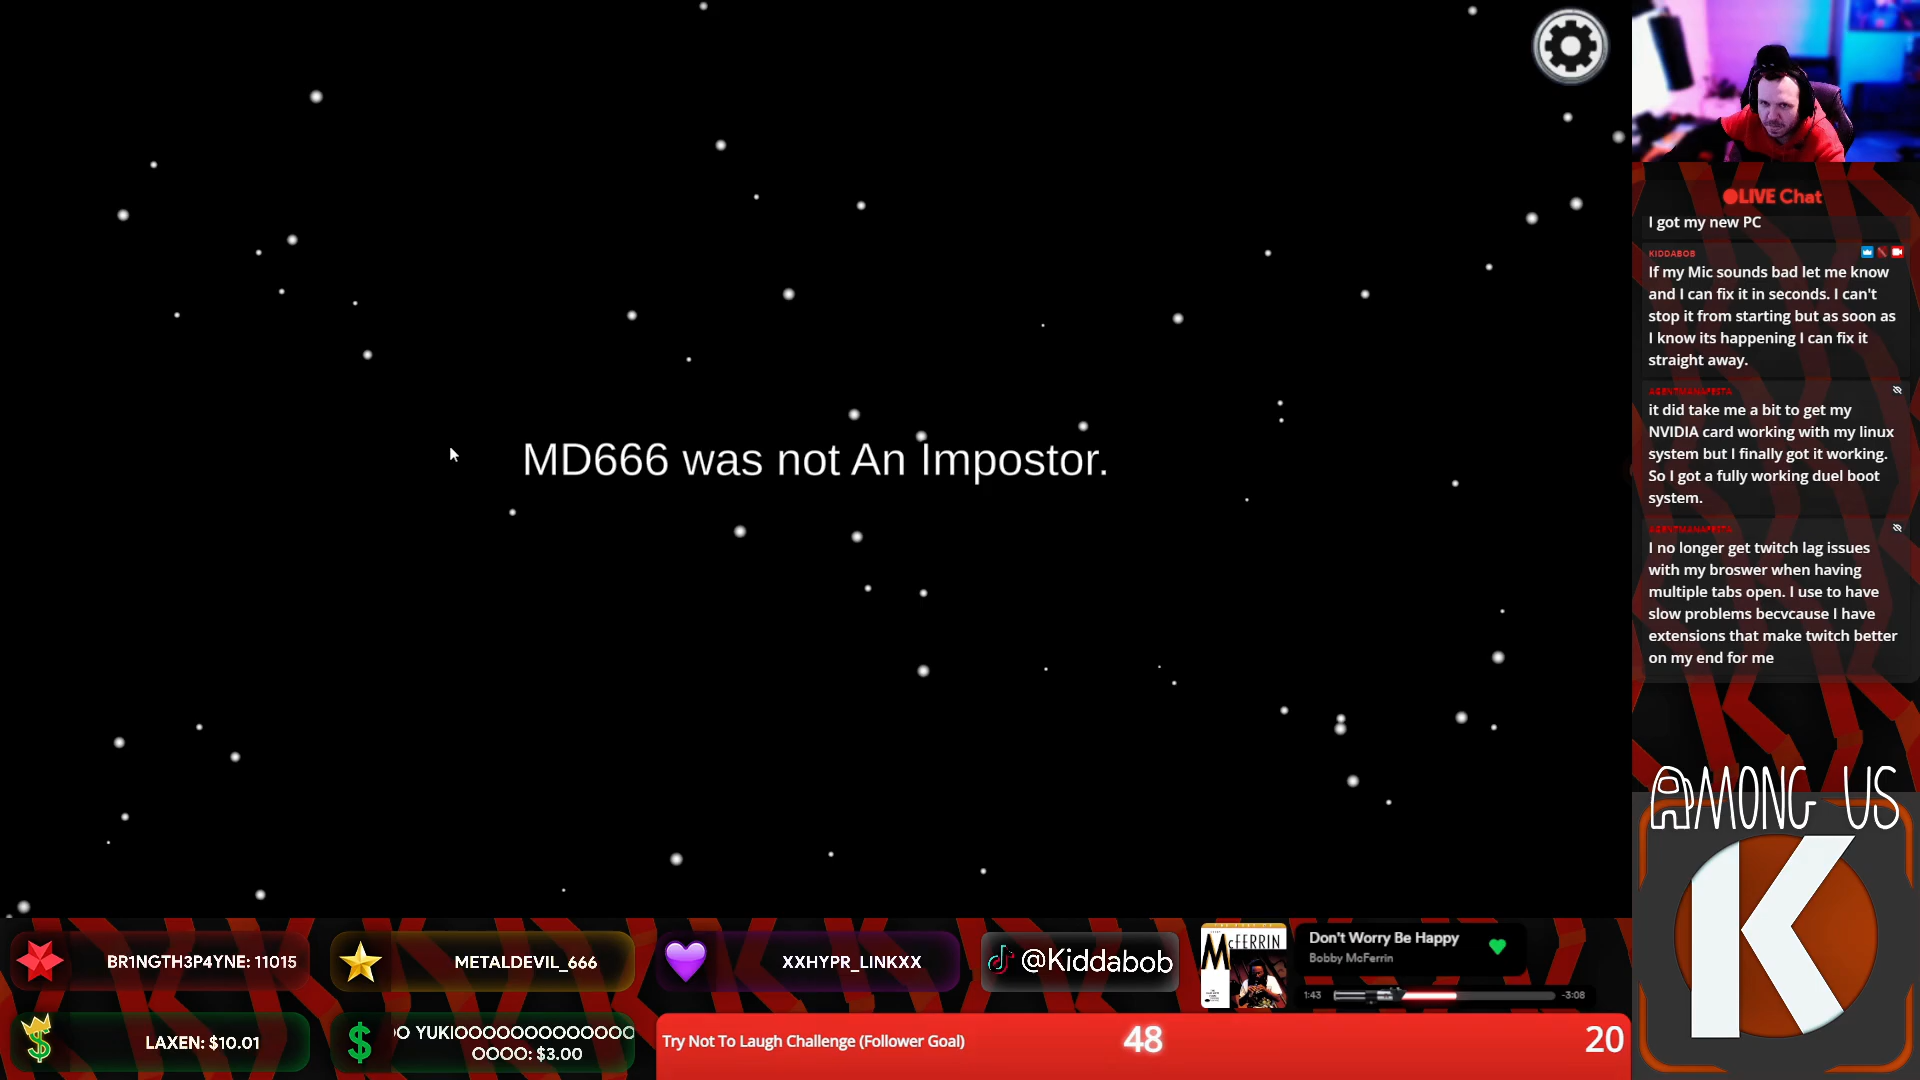 MD666 was not An Impostor.
LIVE Chat
I got my new PC
KIDDABOB
If my Mic sounds bad let me know
and I can fix it in seconds. I can't
stop it from starting but as soon as
I know its happening I can fix it
straight away.
it did take me a bit to get my
NVIDIA card working with my linux
system but I finally got it working.
So I got a fully working duel boot
system.
I no longer get twitch lag issues
with my broswer when having
multiple tabs open. I use to have
slow problems becvcause I have
extensions that make twitch better
on my end for me
AMONG US
K
BR1NGTH3P4YNE: 11015
METALDEVIL_666
XXHYPR_LINKXX
@Kiddabob
McFERRIN
Don't Worry Be Happy
Bobby McFerrin
1:43
-3:08
LAXEN: $10.01
O YUKIOOOOOOOOOOOOO
OOOO: $3.00
Try Not To Laugh Challenge (Follower Goal)
48
20